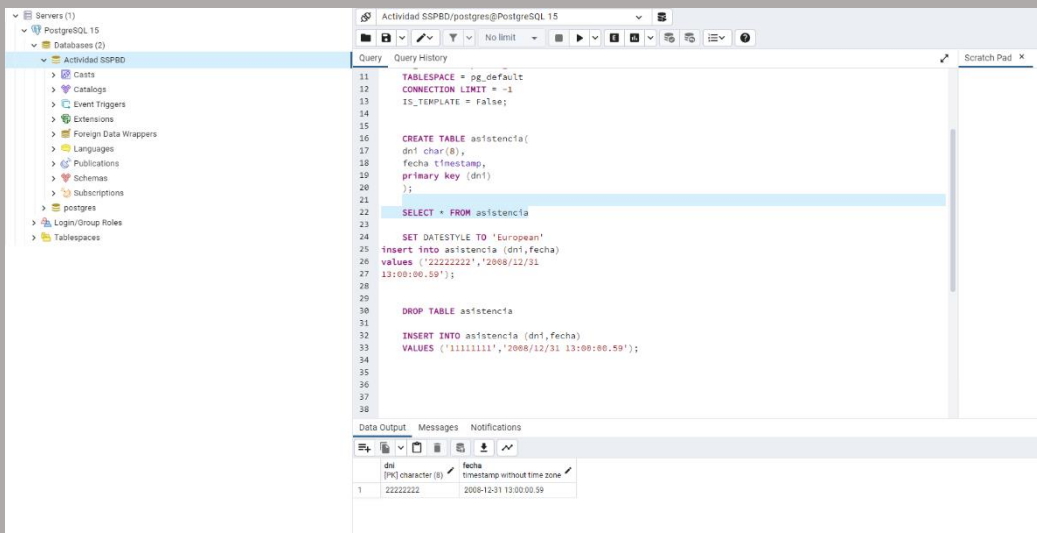 Servers (1)
PostgreSQL 15
Databases (2)
Actividad SSPBD
Casts
Catalogs
Event Triggers
Extensions
Foreign Data Wrappers
Languages
Publications
Schemas
Subscriptions
postgres
Login/Group Roles
Tablespaces
Actividad SSPBD/postgres@PostgreSQL 15
No limit
E
Query Query History
Scratch Pad ×
11 TABLESPACE = pg_default
12 CONNECTION LIMIT = -1
13 IS_TEMPLATE = False;
14
15
16 CREATE TABLE asistencia(
17 dni char(8),
18 fecha timestamp,
19 primary key (dni)
20 );
21
22 SELECT * FROM asistencia
23
24 SET DATESTYLE TO 'European'
25 insert into asistencia (dni,fecha)
26 values ('22222222','2008/12/31
27 13:00:00.59');
28
29
30 DROP TABLE asistencia
31
32 INSERT INTO asistencia (dni,fecha)
33 VALUES ('11111111','2008/12/31 13:00:00.59');
34
35
36
37
38
Data Output Messages Notifications
dni fecha
[PK] character (8) timestamp without time zone
1 22222222 2008-12-31 13:00:00.59